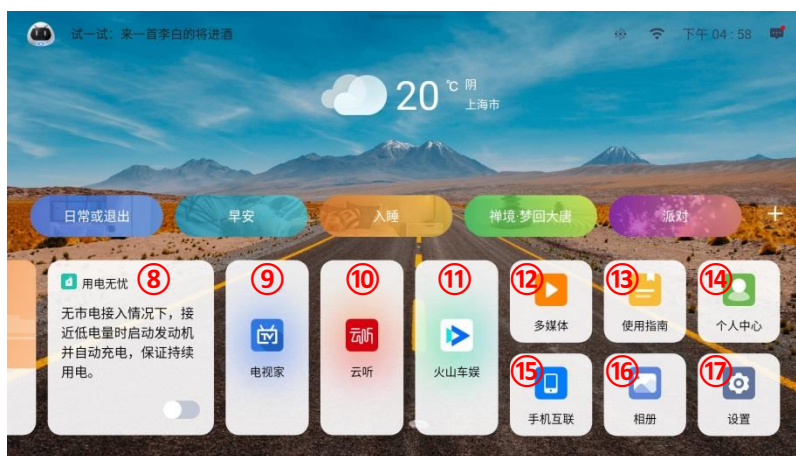 试一试：来一首李白的将进酒
下午 04:58
20 ℃ 阴
上海市
日常或退出
早安
入睡
禅境·梦回大唐
派对
+
用电无忧 ⑧
无市电接入情况下，接
近低电量时启动发动机
并自动充电，保证持续
用电。
⑨
电视家
⑩
云听
云听
⑪
火山车娱
⑫
多媒体
⑬
使用指南
⑭
个人中心
⑮
手机互联
⑯
相册
⑰
设置